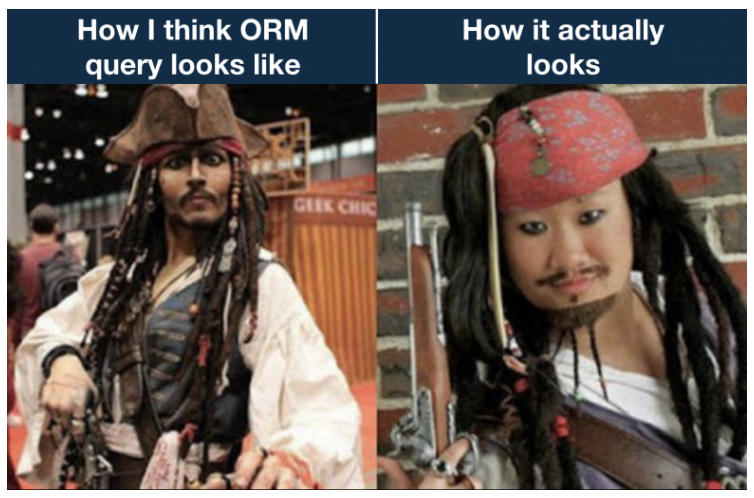 How I think ORM
query looks like
How it actually
looks
GEEK CHIC